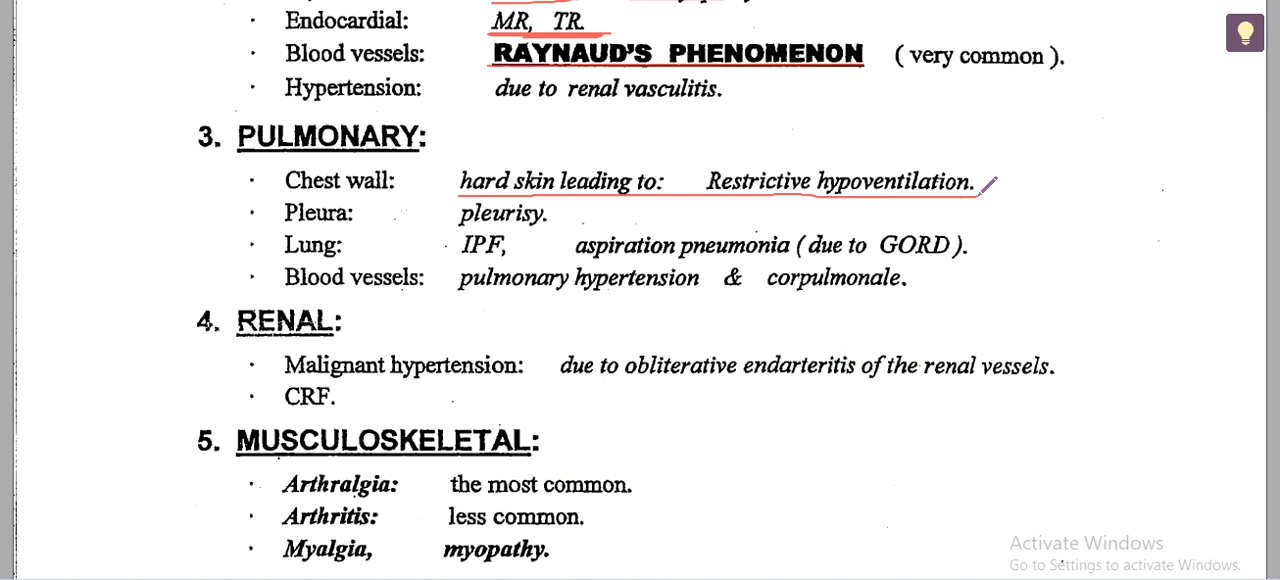 · Endocardial: MR, TR
· Blood vessels: RAYNAUD'S PHENOMENON ( very common ).
· Hypertension: due to renal vasculitis.
3. PULMONARY:
· Chest wall: hard skin leading to: Restrictive hypoventilation.
· Pleura: pleurisy.
· Lung: IPF, aspiration pneumonia ( due to GORD ).
· Blood vessels: pulmonary hypertension & corpulmonale.
4. RENAL:
· Malignant hypertension: due to obliterative endarteritis of the renal vessels.
· CRF.
5. MUSCULOSKELETAL:
· Arthralgia: the most common.
· Arthritis: less common.
· Myalgia, myopathy.
Activate Windows
Go to Settings to activate Windows.